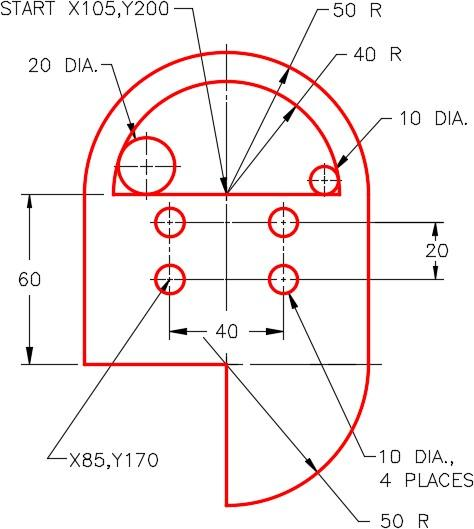 START X105,Y200
50 R
40 R
20 DIA.
10 DIA.
20
60
40
X85,Y170
10 DIA.,
4 PLACES
50 R